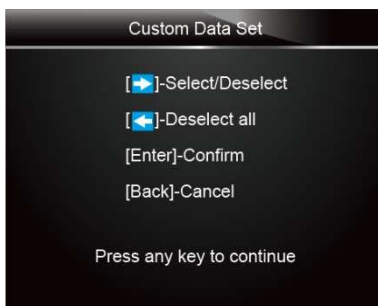 Custom Data Set
[➡]-Select/Deselect
[⬅]-Deselect all
[Enter]-Confirm
[Back]-Cancel
Press any key to continue